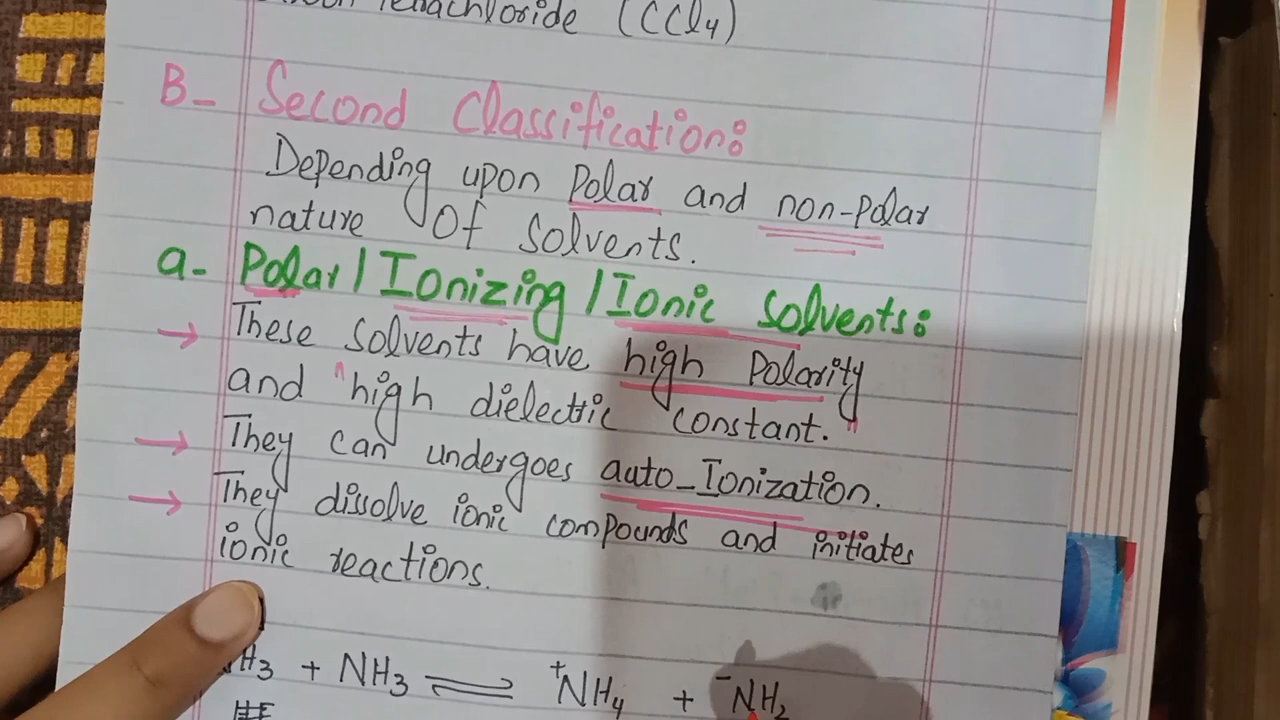 tetrachloride (CCl4)
B- Second Classification:
Depending upon Polar and non-Polar
nature of solvents.
a- Polar/Ionizing/Ionic solvents:
→ These solvents have high Polarity
and high dielectric constant.
→ They can undergoes auto-Ionization.
→ They dissolve ionic compounds and initiates
ionic reactions.
NH3 + NH3 ⇌ +NH4 + -NH2